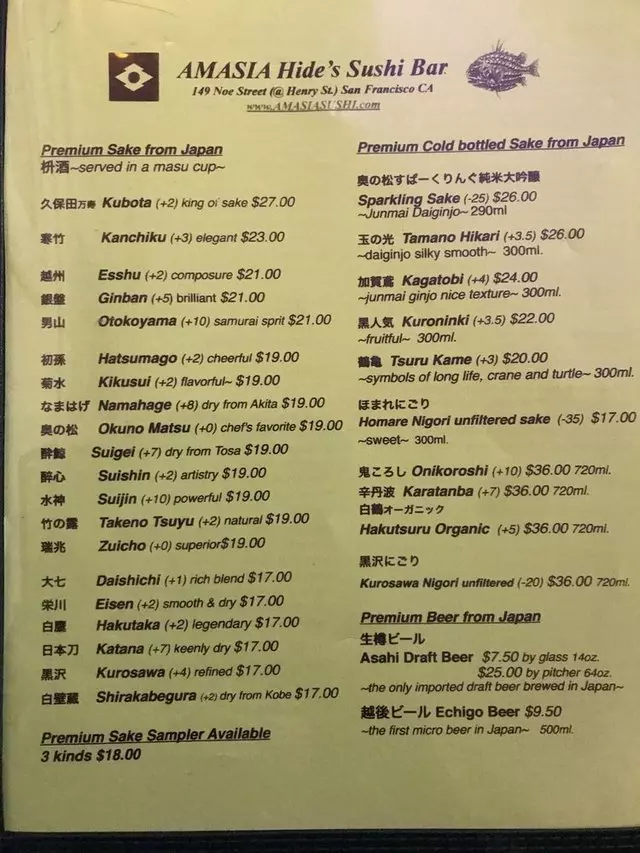 AMASIA Hide's Sushi Bar
149 Noe Street (@ Henry St.) San Francisco CA
www.AMASIASUSHI.com
Premium Sake from Japan
枡酒~served in a masu cup~
久保田万寿 Kubota (+2) king of sake $27.00
寒竹 Kanchiku (+3) elegant $23.00
越州 Esshu (+2) composure $21.00
銀盤 Ginban (+5) brilliant $21.00
男山 Otokoyama (+10) samurai sprit $21.00
初孫 Hatsumago (+2) cheerful $19.00
菊水 Kikusui (+2) flavorful~ $19.00
なまはげ Namahage (+8) dry from Akita $19.00
奥の松 Okuno Matsu (+0) chef's favorite $19.00
酔鯨 Suigei (+7) dry from Tosa $19.00
酔心 Suishin (+2) artistry $19.00
水神 Suijin (+10) powerful $19.00
竹の露 Takeno Tsuyu (+2) natural $19.00
瑞兆 Zuicho (+0) superior $19.00
大七 Daishichi (+1) rich blend $17.00
栄川 Eisen (+2) smooth & dry $17.00
白鷹 Hakutaka (+2) legendary $17.00
日本刀 Katana (+7) keenly dry $17.00
黒沢 Kurosawa (+4) refined $17.00
白壁蔵 Shirakabegura (+2) dry from Kobe $17.00
Premium Sake Sampler Available
3 kinds $18.00
Premium Cold bottled Sake from Japan
奥の松すぱーくりんぐ純米大吟醸
Sparkling Sake (-25) $26.00
~Junmai Daiginjo~ 290ml
玉の光 Tamano Hikari (+3.5) $26.00
~daiginjo silky smooth~ 300ml.
加賀鳶 Kagatobi (+4) $24.00
~junmai ginjo nice texture~ 300ml.
黒人気 Kuroninki (+3.5) $22.00
~fruitful~ 300ml.
鶴亀 Tsuru Kame (+3) $20.00
~symbols of long life, crane and turtle~ 300ml.
ほまれにごり
Homare Nigori unfiltered sake (-35) $17.00
~sweet~ 300ml.
鬼ころし Onikoroshi (+10) $36.00 720ml.
辛丹波 Karatanba (+7) $36.00 720ml.
白鶴オーガニック
Hakutsuru Organic (+5) $36.00 720ml.
黒沢にごり
Kurosawa Nigori unfiltered (-20) $36.00 720ml.
Premium Beer from Japan
生樽ビール
Asahi Draft Beer $7.50 by glass 14oz.
$25.00 by pitcher 64oz.
~the only imported draft beer brewed in Japan~
越後ビール Echigo Beer $9.50
~the first micro beer in Japan~ 500ml.